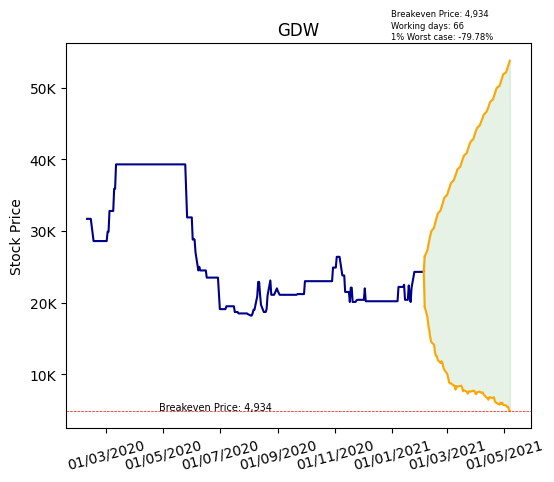 Breakeven Price: 4,934
Working days: 66
1% Worst case: -79.78%
GDW
Stock Price
50K
40K
30K
20K
10K
Breakeven Price: 4,934
01/03/2020 01/05/2020 01/07/2020 01/09/2020 01/11/2020 01/01/2021 01/03/2021 01/05/2021